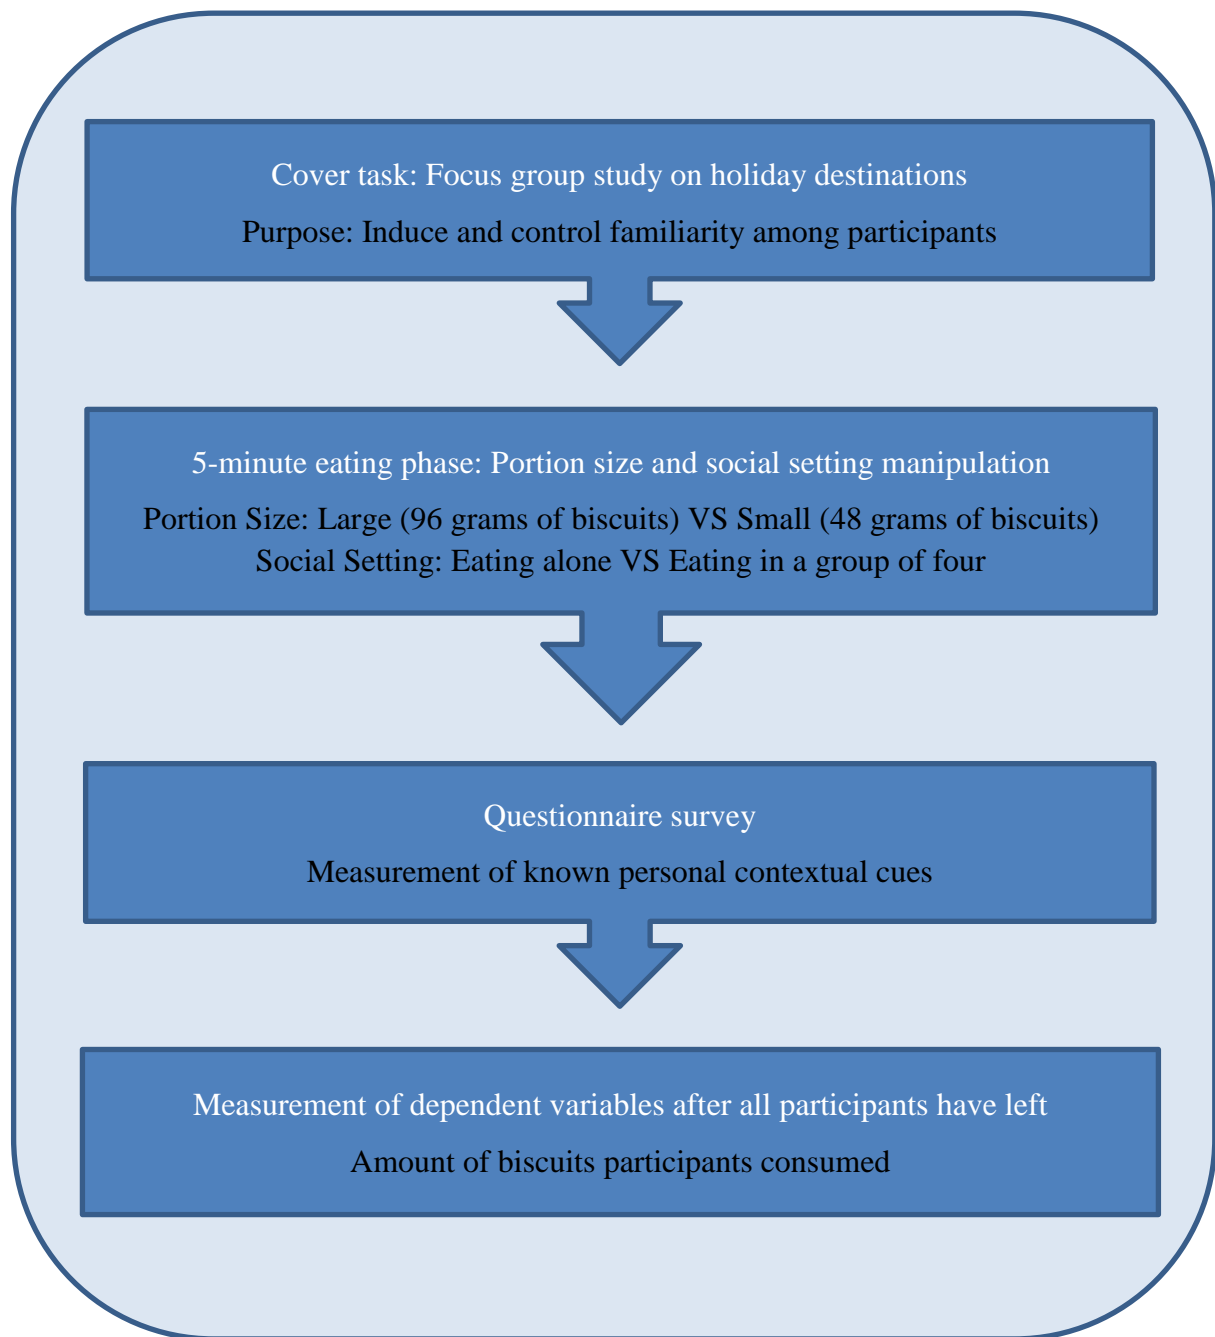 Cover task: Focus group study on holiday destinations
Purpose: Induce and control familiarity among participants
5-minute eating phase: Portion size and social setting manipulation
Portion Size: Large (96 grams of biscuits) VS Small (48 grams of biscuits)
Social Setting: Eating alone VS Eating in a group of four
Questionnaire survey
Measurement of known personal contextual cues
Measurement of dependent variables after all participants have left
Amount of biscuits participants consumed